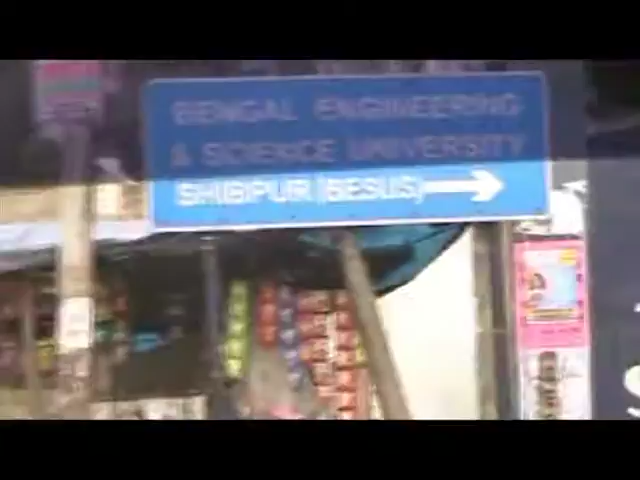 BENGAL ENGINEERING
& SCIENCE UNIVERSITY
SHIBPUR (BESUS)